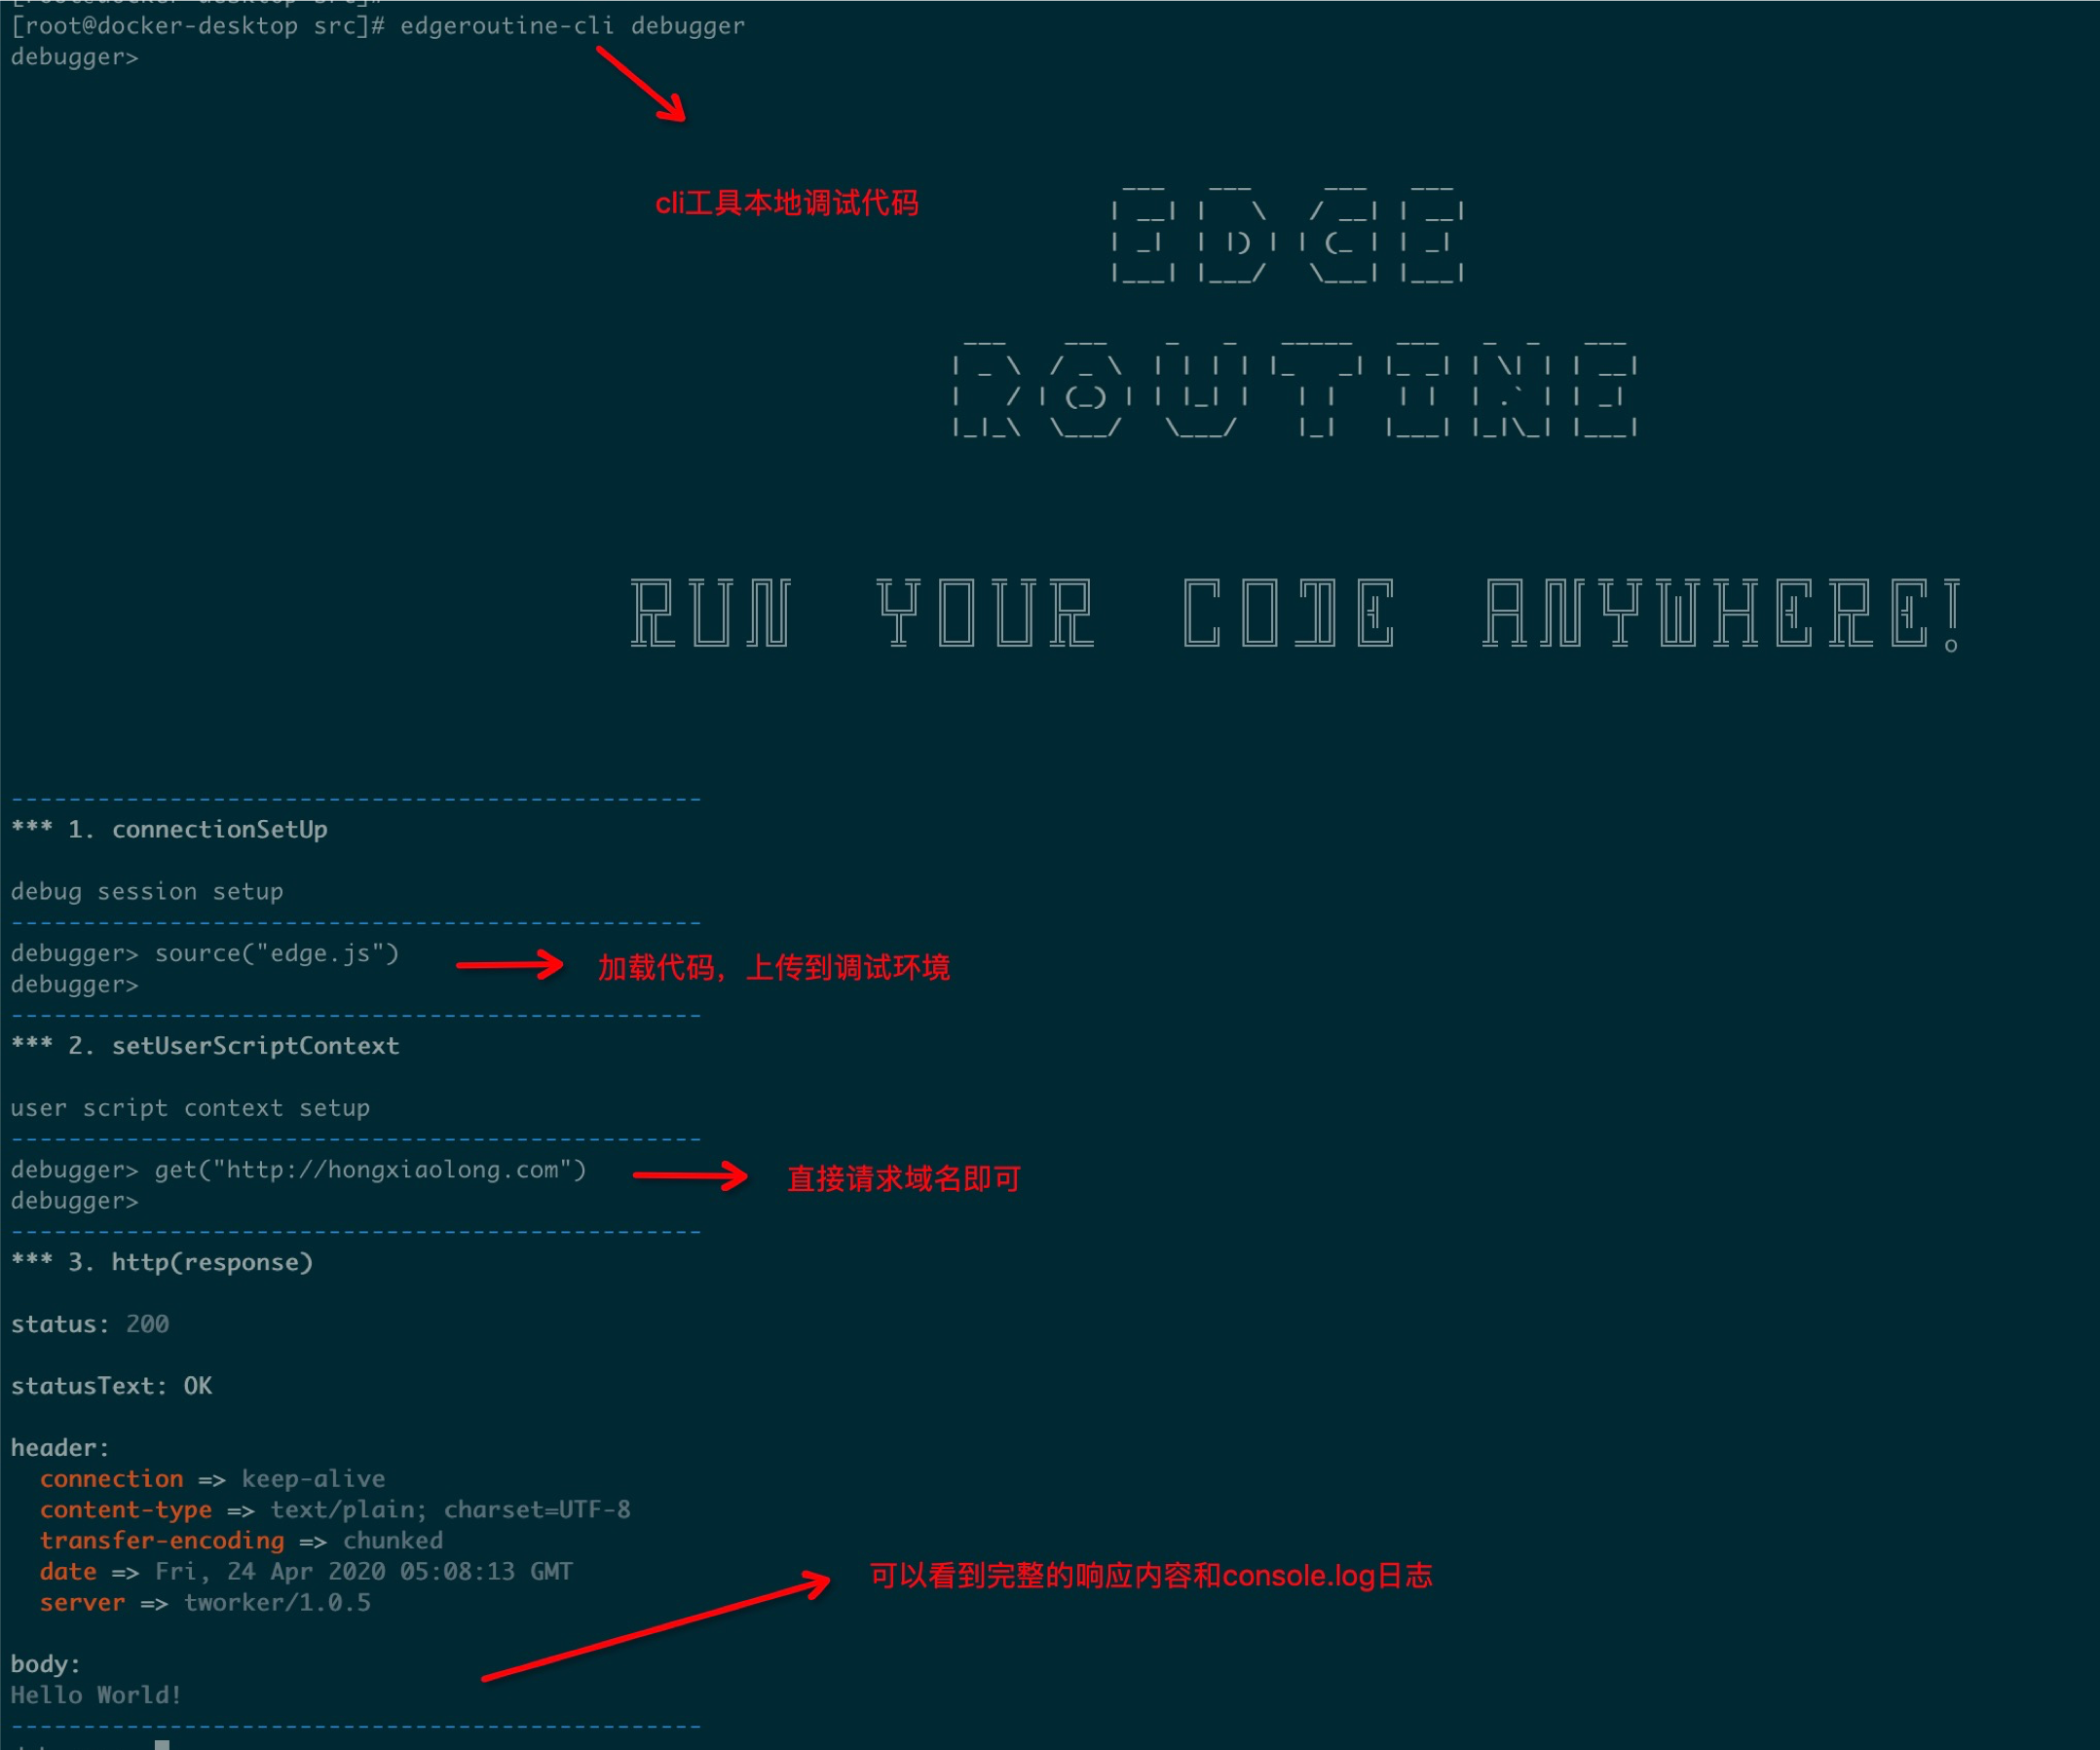 [root@docker-desktop src]#
[root@docker-desktop src]# edgeroutine-cli debugger
debugger>
cli工具本地调试代码
EDGE
ROUTINE
RUN YOUR CODE ANYWHERE!
------------------------------------------------
*** 1. connectionSetUp
debug session setup
------------------------------------------------
debugger> source("edge.js")
加载代码，上传到调试环境
debugger>
------------------------------------------------
*** 2. setUserScriptContext
user script context setup
------------------------------------------------
debugger> get("http://hongxiaolong.com")
直接请求域名即可
debugger>
------------------------------------------------
*** 3. http(response)
status: 200
statusText: OK
header:
connection => keep-alive
content-type => text/plain; charset=UTF-8
transfer-encoding => chunked
date => Fri, 24 Apr 2020 05:08:13 GMT
可以看到完整的响应内容和console.log日志
server => tworker/1.0.5
body:
Hello World!
------------------------------------------------